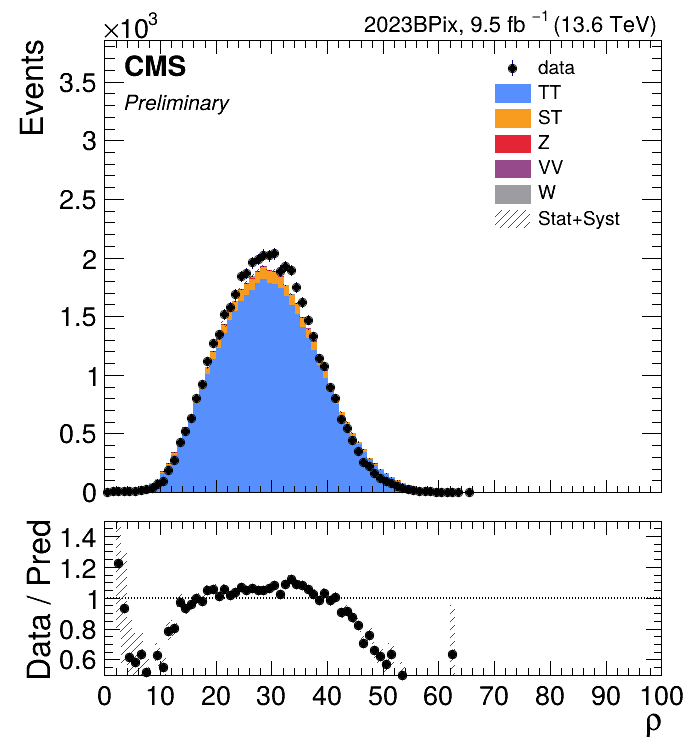 ×10³
2023BPix, 9.5 fb⁻¹ (13.6 TeV)
Events
CMS
Preliminary
data
TT
ST
Z
VV
W
Stat+Syst
3.5
3
2.5
2
1.5
1
0.5
0
Data / Pred
1.4
1.2
1
0.8
0.6
0 10 20 30 40 50 60 70 80 90 100
ρ